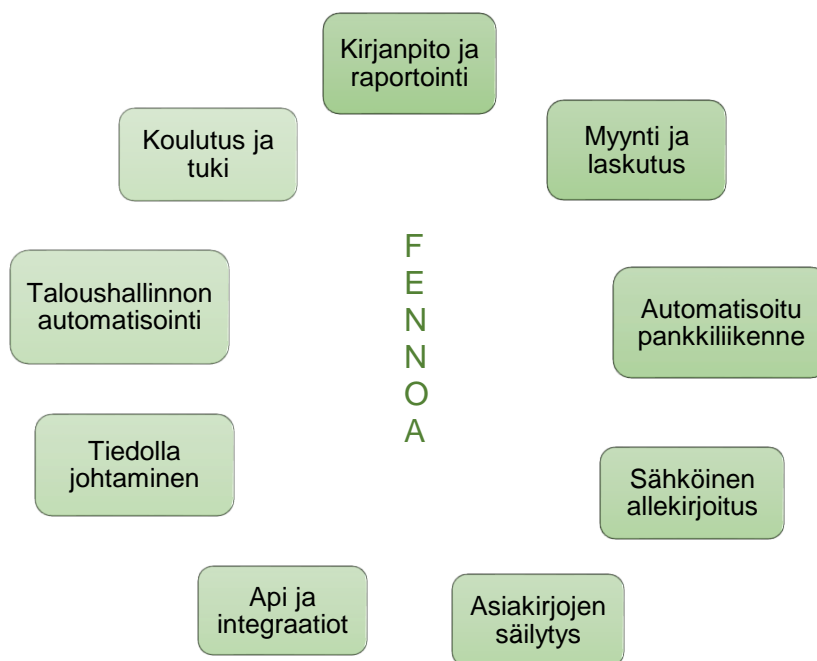 Kirjanpito ja
raportointi
Myynti ja
laskutus
Automatisoitu
pankkiliikenne
Sähköinen
allekirjoitus
Asiakirjojen
säilytys
Api ja
integraatiot
Tiedolla
johtaminen
Taloushallinnon
automatisointi
Koulutus ja
tuki
F
E
N
N
O
A